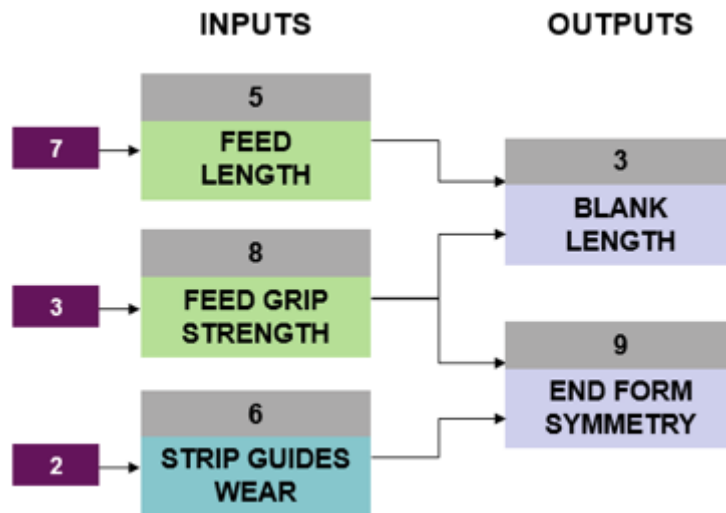 INPUTS
OUTPUTS
5
7
FEED
LENGTH
3
BLANK
LENGTH
8
3
FEED GRIP
STRENGTH
9
END FORM
SYMMETRY
6
2
STRIP GUIDES
WEAR